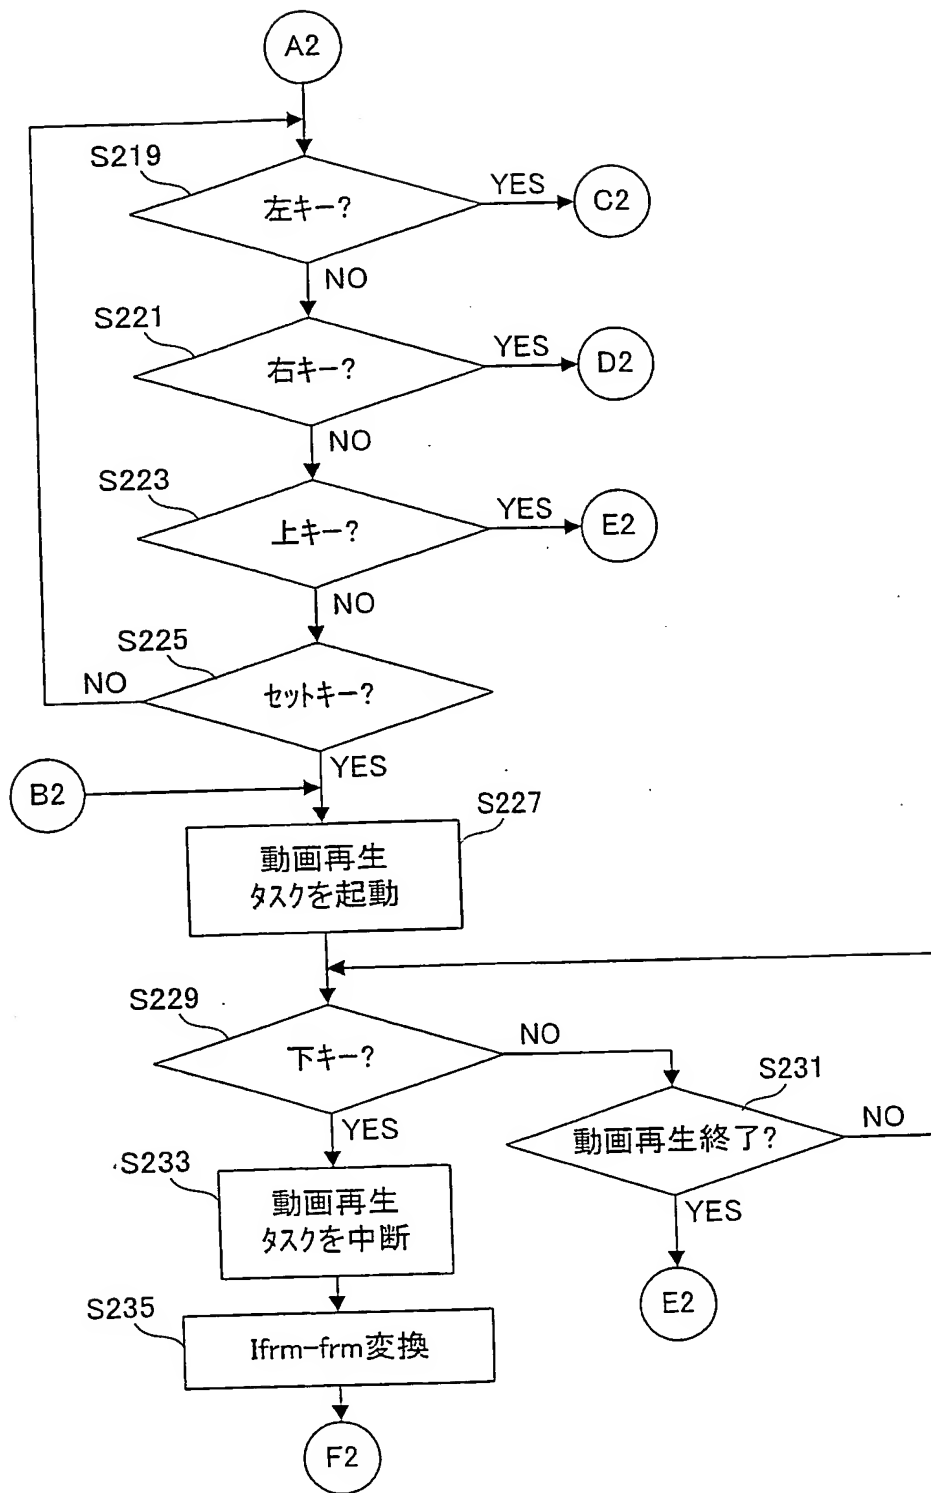 A2
S219
左キー?
YES
C2
NO
S221
右キー?
YES
D2
NO
S223
上キー?
YES
E2
NO
S225
NO
セットキー?
YES
B2
S227
動画再生
タスクを起動
S229
下キー?
NO
S231
動画再生終了?
NO
YES
YES
S233
動画再生
タスクを中断
E2
S235
Ifrm-frm変換
F2